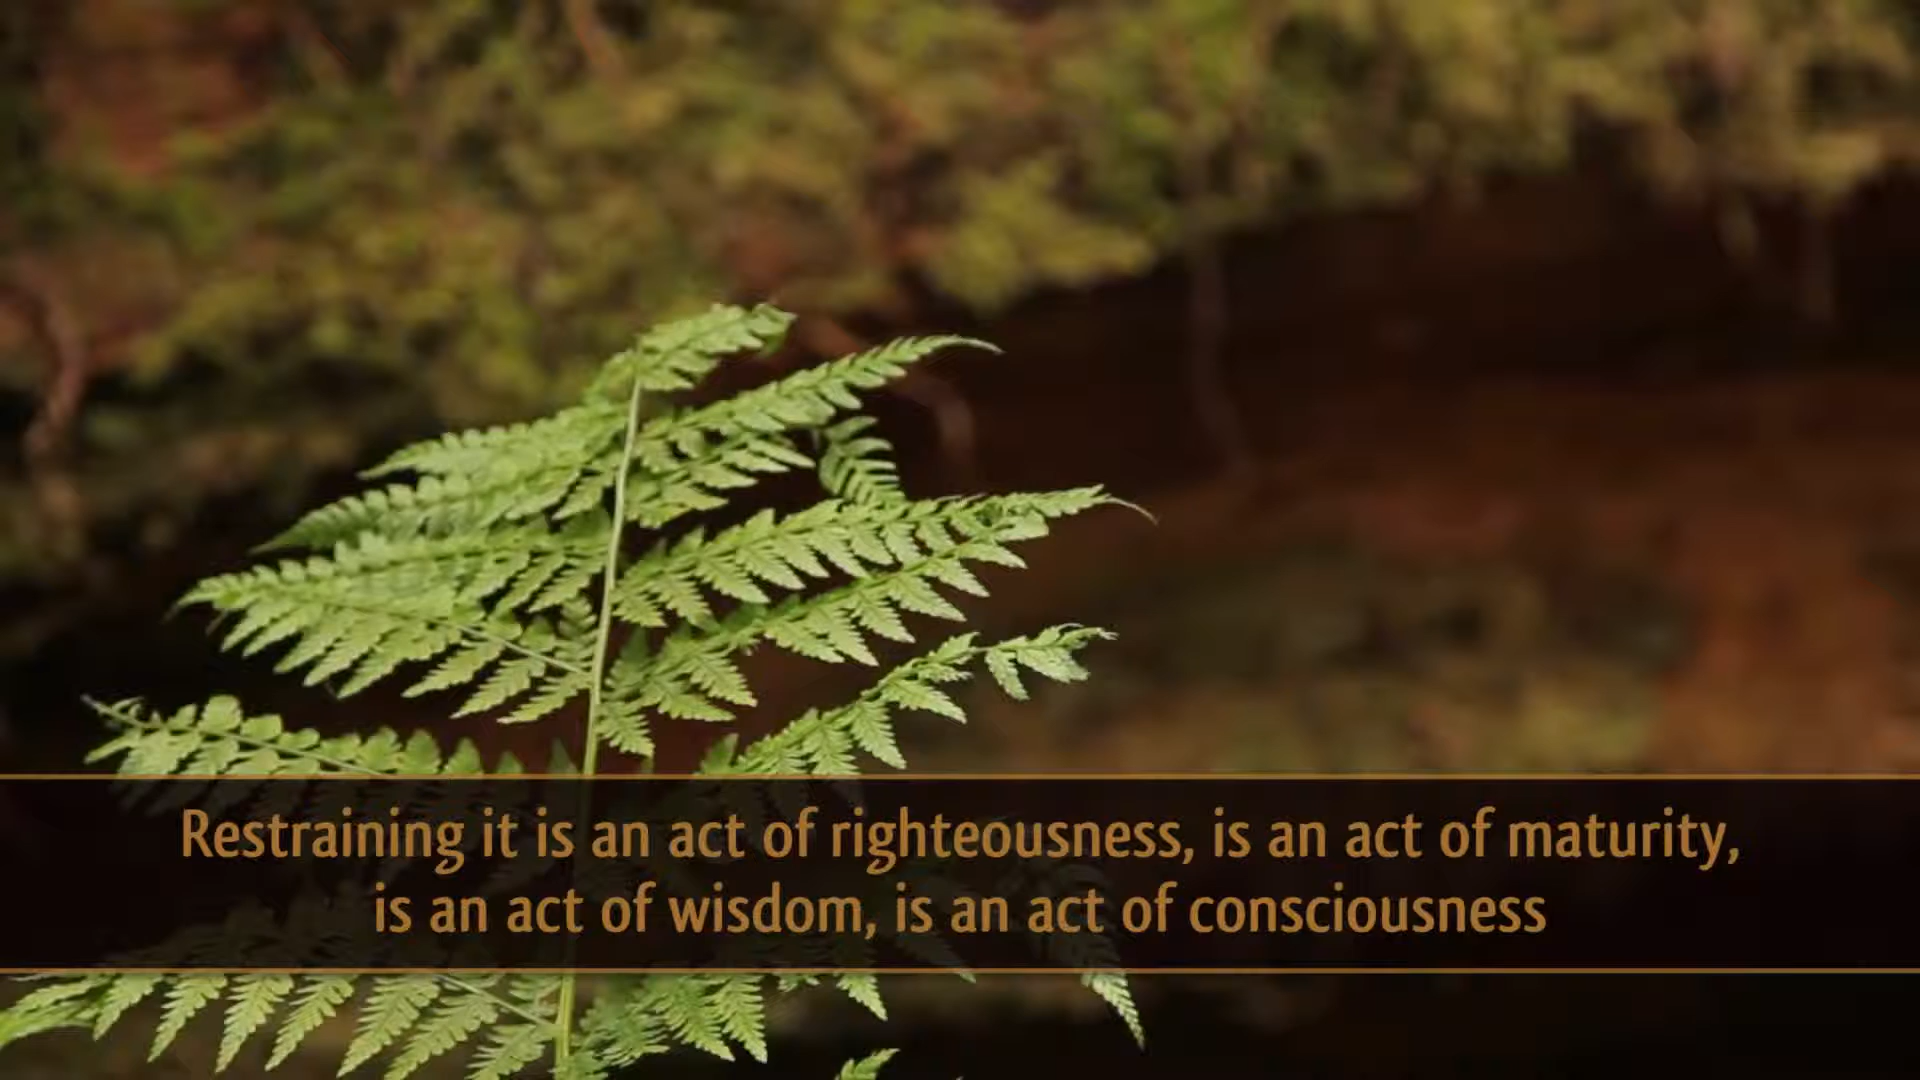 Restraining it is an act of righteousness, is an act of maturity,
is an act of wisdom, is an act of consciousness